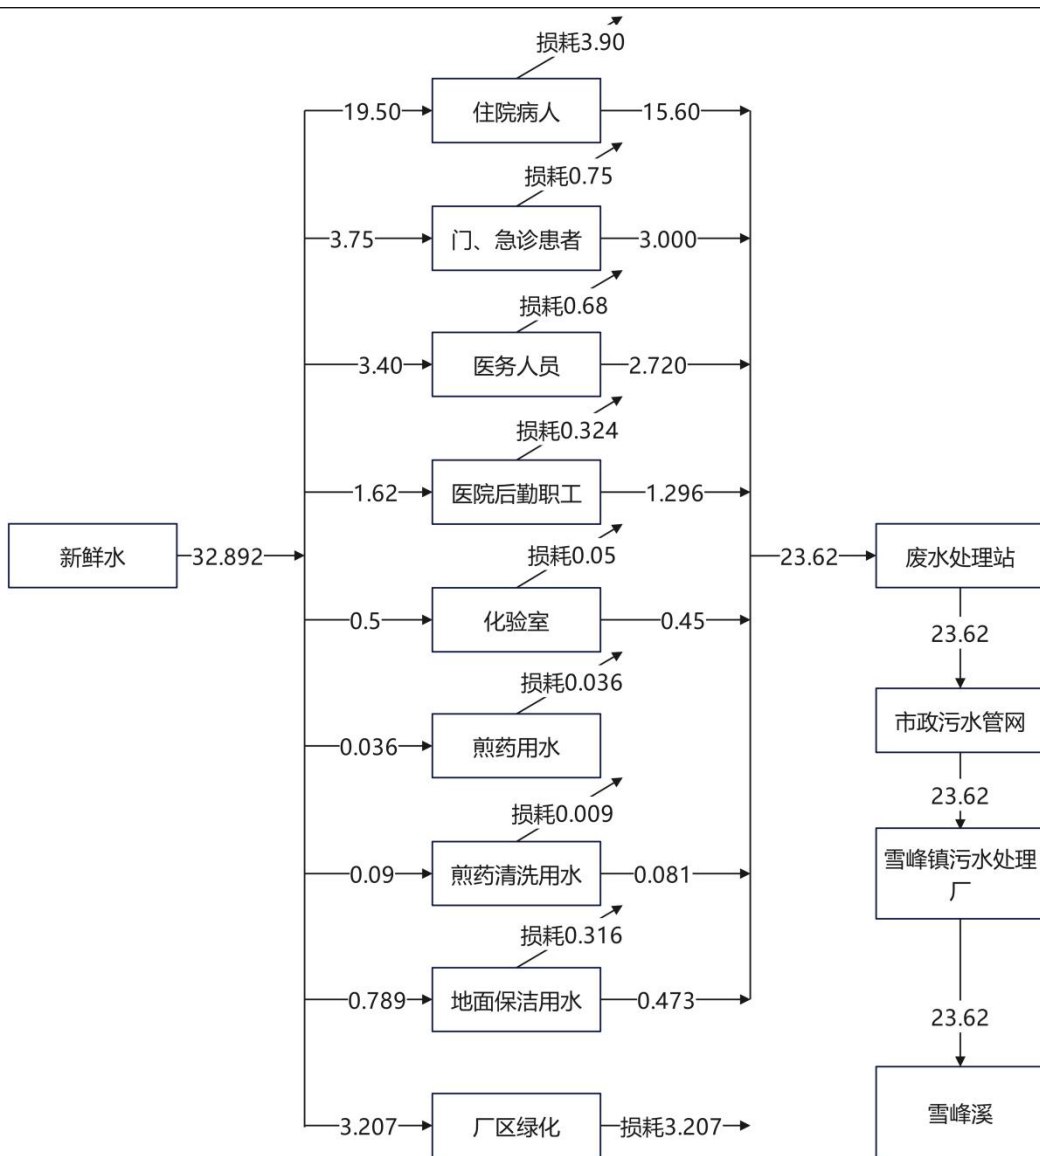 损耗3.90
19.50
住院病人
15.60
损耗0.75
3.75
门、急诊患者
3.000
损耗0.68
3.40
医务人员
2.720
损耗0.324
1.62
医院后勤职工
1.296
新鲜水
32.892
损耗0.05
23.62
废水处理站
0.5
化验室
0.45
23.62
损耗0.036
0.036
煎药用水
市政污水管网
损耗0.009
23.62
0.09
煎药清洗用水
0.081
雪峰镇污水处理
厂
损耗0.316
0.789
地面保洁用水
0.473
23.62
3.207
厂区绿化
损耗3.207
雪峰溪